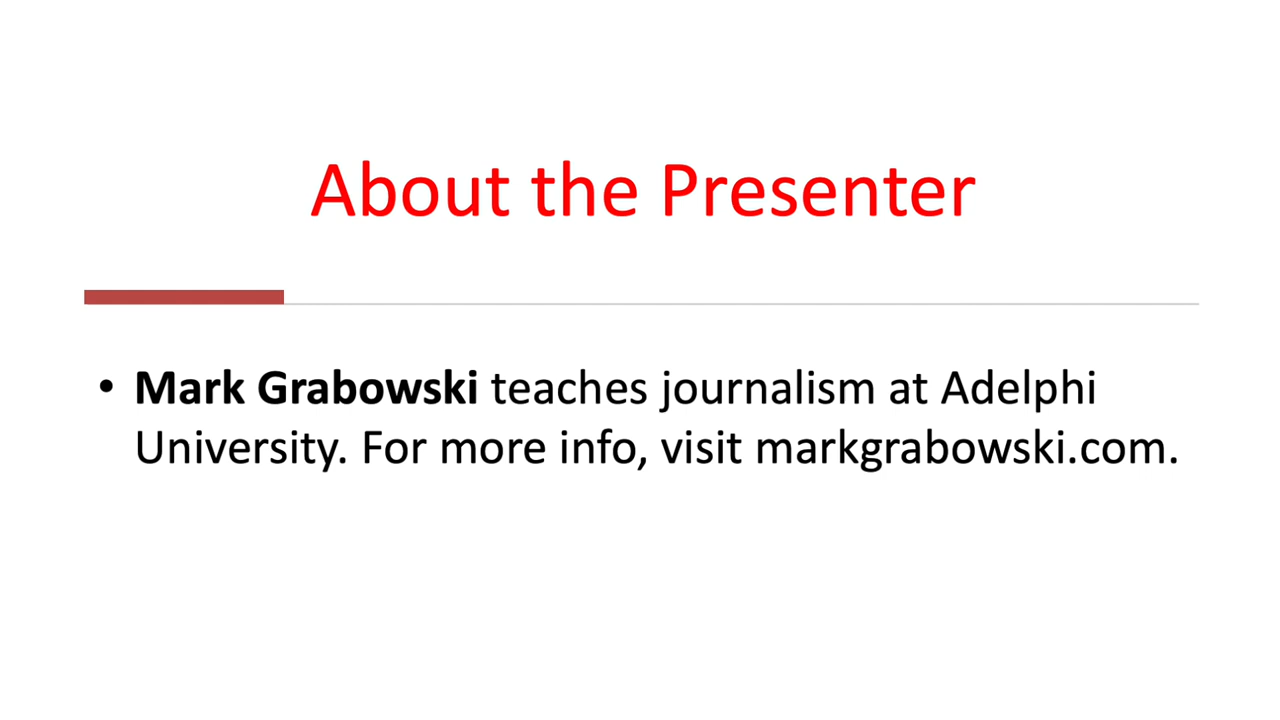 About the Presenter
• Mark Grabowski teaches journalism at Adelphi
University. For more info, visit markgrabowski.com.